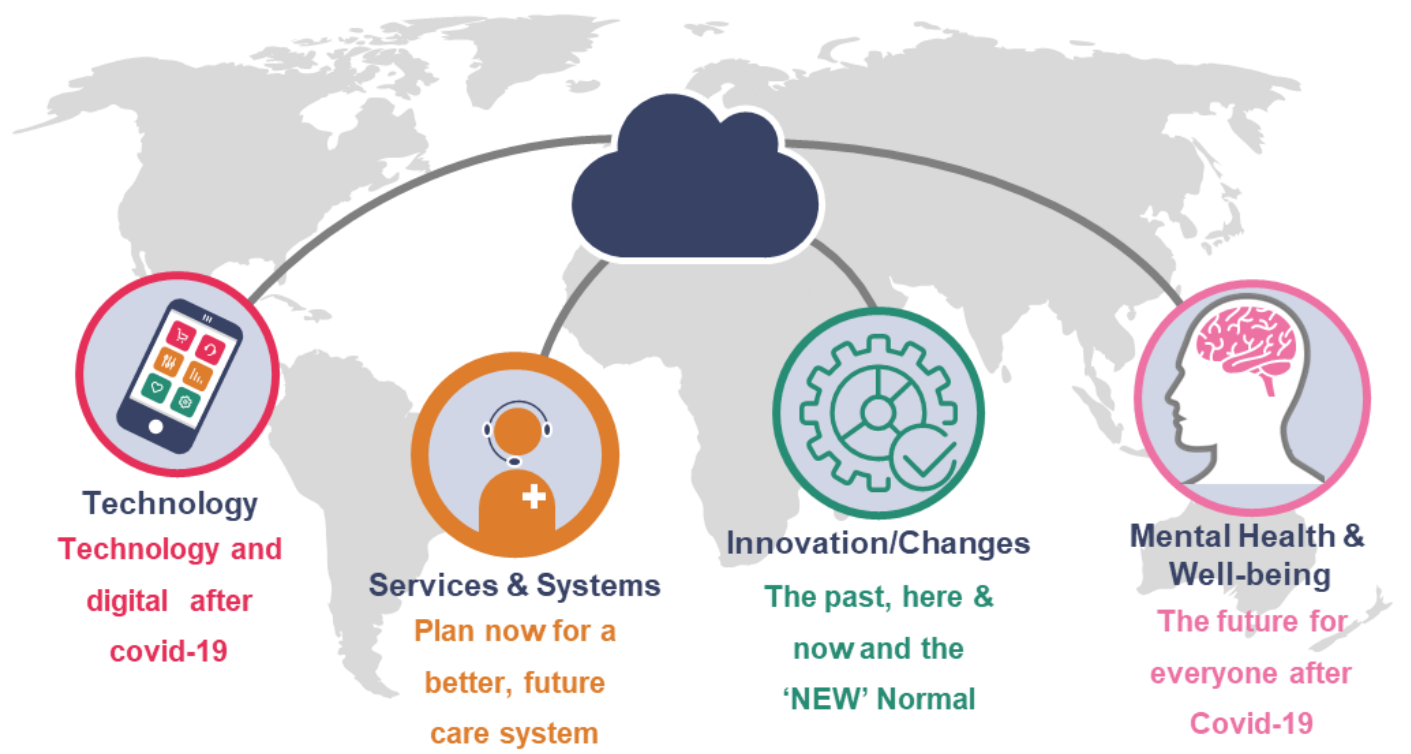 Technology
Technology and
digital after
covid-19
Services & Systems
Plan now for a
better, future
care system
Innovation/Changes
The past, here &
now and the
‘NEW’ Normal
Mental Health &
Well-being
The future for
everyone after
Covid-19